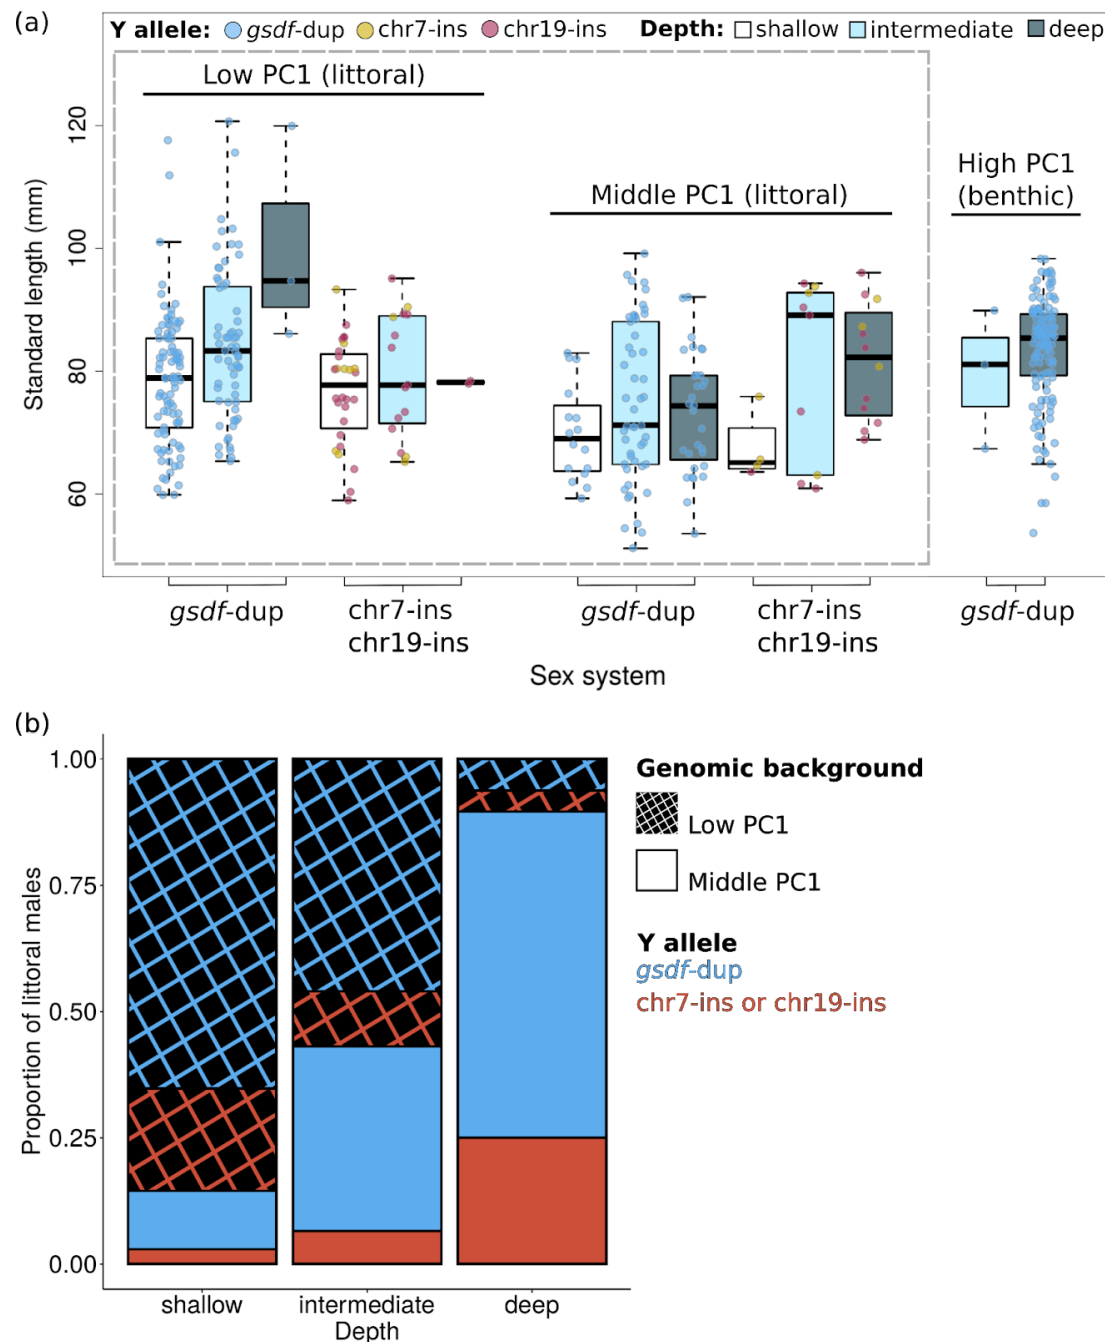 (a)
Y allele: gsdf-dup chr7-ins chr19-ins Depth: shallow intermediate deep
Low PC1 (littoral)
Middle PC1 (littoral)
High PC1
(benthic)
Standard length (mm)
120
100
80
60
gsdf-dup
chr7-ins
chr19-ins
gsdf-dup
chr7-ins
chr19-ins
gsdf-dup
Sex system
(b)
Proportion of littoral males
1.00
0.75
0.50
0.25
0.00
shallow intermediate deep
Depth
Genomic background
Low PC1
Middle PC1
Y allele
gsdf-dup
chr7-ins or chr19-ins